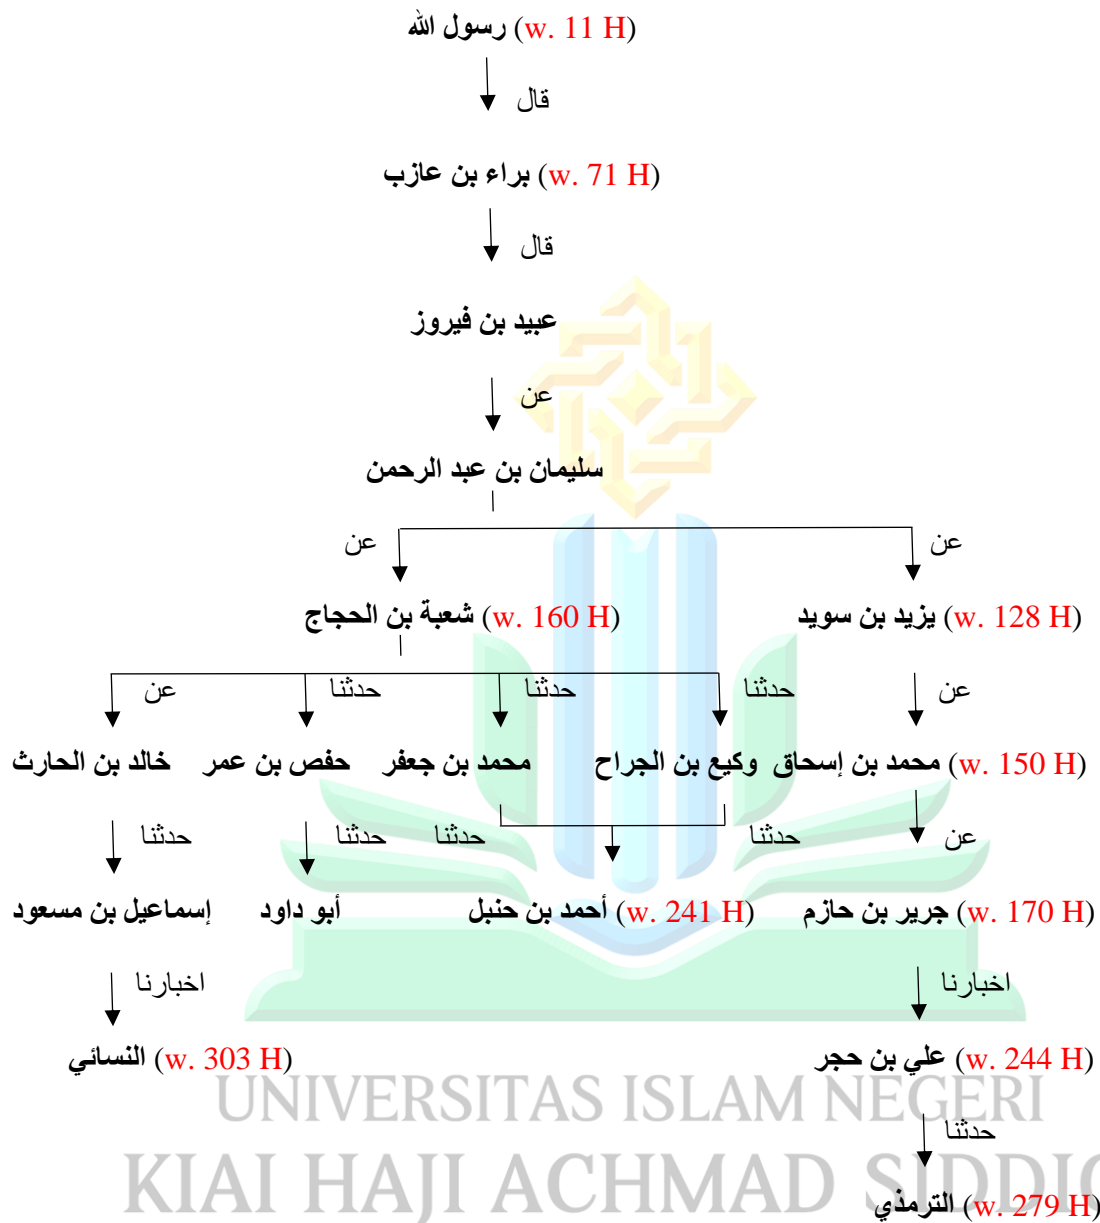 رسول الله (w. 11 H)
قال
براء بن عازب (w. 71 H)
قال
عبيد بن فيروز
عن
سليمان بن عبد الرحمن
عن عن
شعبة بن الحجاج (w. 160 H) يزيد بن سويد (w. 128 H)
عن حدثنا حدثنا حدثنا عن
خالد بن الحارث حفص بن عمر محمد بن جعفر وكيع بن الجراح محمد بن إسحاق (w. 150 H)
حدثنا حدثنا حدثنا حدثنا عن
إسماعيل بن مسعود أبو داود أحمد بن حنبل (w. 241 H) جرير بن حازم (w. 170 H)
اخبارنا اخبارنا
النسائي (w. 303 H) علي بن حجر (w. 244 H)
UNIVERSITAS ISLAM NEGERI
حدثنا
KIAI HAJI ACHMAD SIDDIQ
الترمذي (w. 279 H)